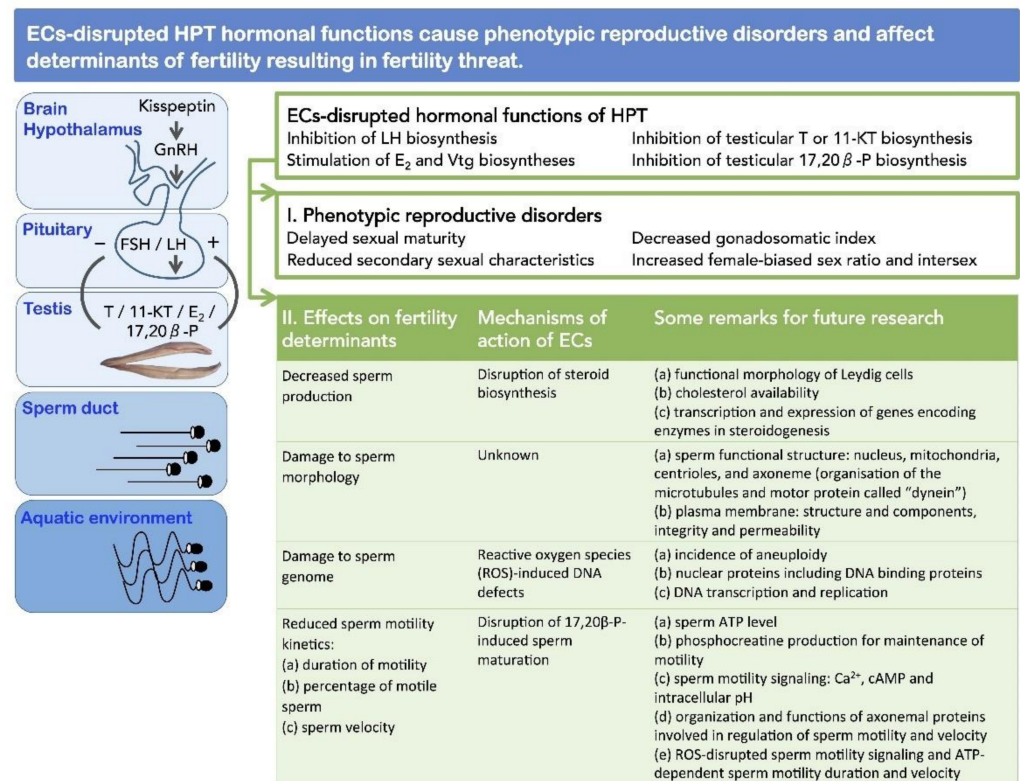 ECs-disrupted HPT hormonal functions cause phenotypic reproductive disorders and affect
determinants of fertility resulting in fertility threat.
Brain
Hypothalamus
Kisspeptin
GnRH
Pituitary
− FSH / LH +
Testis
T / 11-KT / E₂ /
17,20β-P
Sperm duct
Aquatic environment
ECs-disrupted hormonal functions of HPT
Inhibition of LH biosynthesis
Inhibition of testicular T or 11-KT biosynthesis
Stimulation of E₂ and Vtg biosyntheses
Inhibition of testicular 17,20β-P biosynthesis
I. Phenotypic reproductive disorders
Delayed sexual maturity
Decreased gonadosomatic index
Reduced secondary sexual characteristics
Increased female-biased sex ratio and intersex
II. Effects on fertility
determinants
Mechanisms of
action of ECs
Some remarks for future research
Decreased sperm
production
Disruption of steroid
biosynthesis
(a) functional morphology of Leydig cells
(b) cholesterol availability
(c) transcription and expression of genes encoding
enzymes in steroidogenesis
Damage to sperm
morphology
Unknown
(a) sperm functional structure: nucleus, mitochondria,
centrioles, and axoneme (organisation of the
microtubules and motor protein called "dynein")
(b) plasma membrane: structure and components,
integrity and permeability
Damage to sperm
genome
Reactive oxygen species
(ROS)-induced DNA
defects
(a) incidence of aneuploidy
(b) nuclear proteins including DNA binding proteins
(c) DNA transcription and replication
Reduced sperm motility
kinetics:
(a) duration of motility
(b) percentage of motile
sperm
(c) sperm velocity
Disruption of 17,20β-P-
induced sperm
maturation
(a) sperm ATP level
(b) phosphocreatine production for maintenance of
motility
(c) sperm motility signaling: Ca²⁺, cAMP and
intracellular pH
(d) organization and functions of axonemal proteins
involved in regulation of sperm motility and velocity
(e) ROS-disrupted sperm motility signaling and ATP-
dependent sperm motility duration and velocity